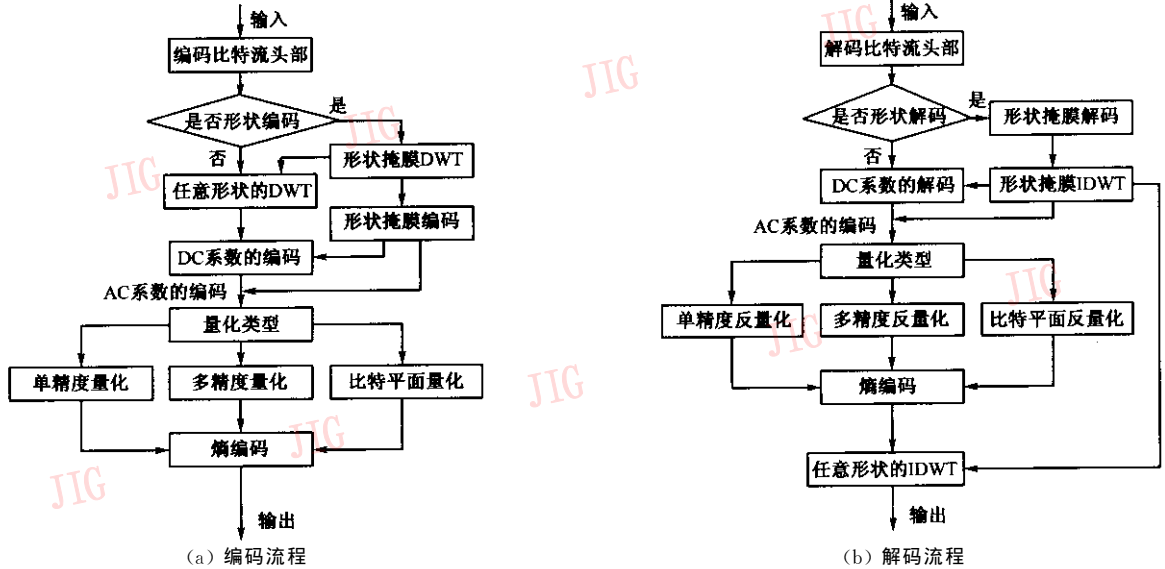 输入
编码比特流头部
是否形状编码
是
否
形状掩膜DWT
任意形状的DWT
形状掩膜编码
DC系数的编码
AC系数的编码
量化类型
单精度量化
多精度量化
比特平面量化
熵编码
输出
(a) 编码流程
输入
解码比特流头部
是否形状解码
是
形状掩膜解码
否
DC系数的解码
形状掩膜IDWT
AC系数的编码
量化类型
单精度反量化
多精度反量化
比特平面反量化
熵编码
任意形状的IDWT
输出
(b) 解码流程
JIG
JIG
JIG
JIG
JIG
JIG
JIG
JIG
JIG